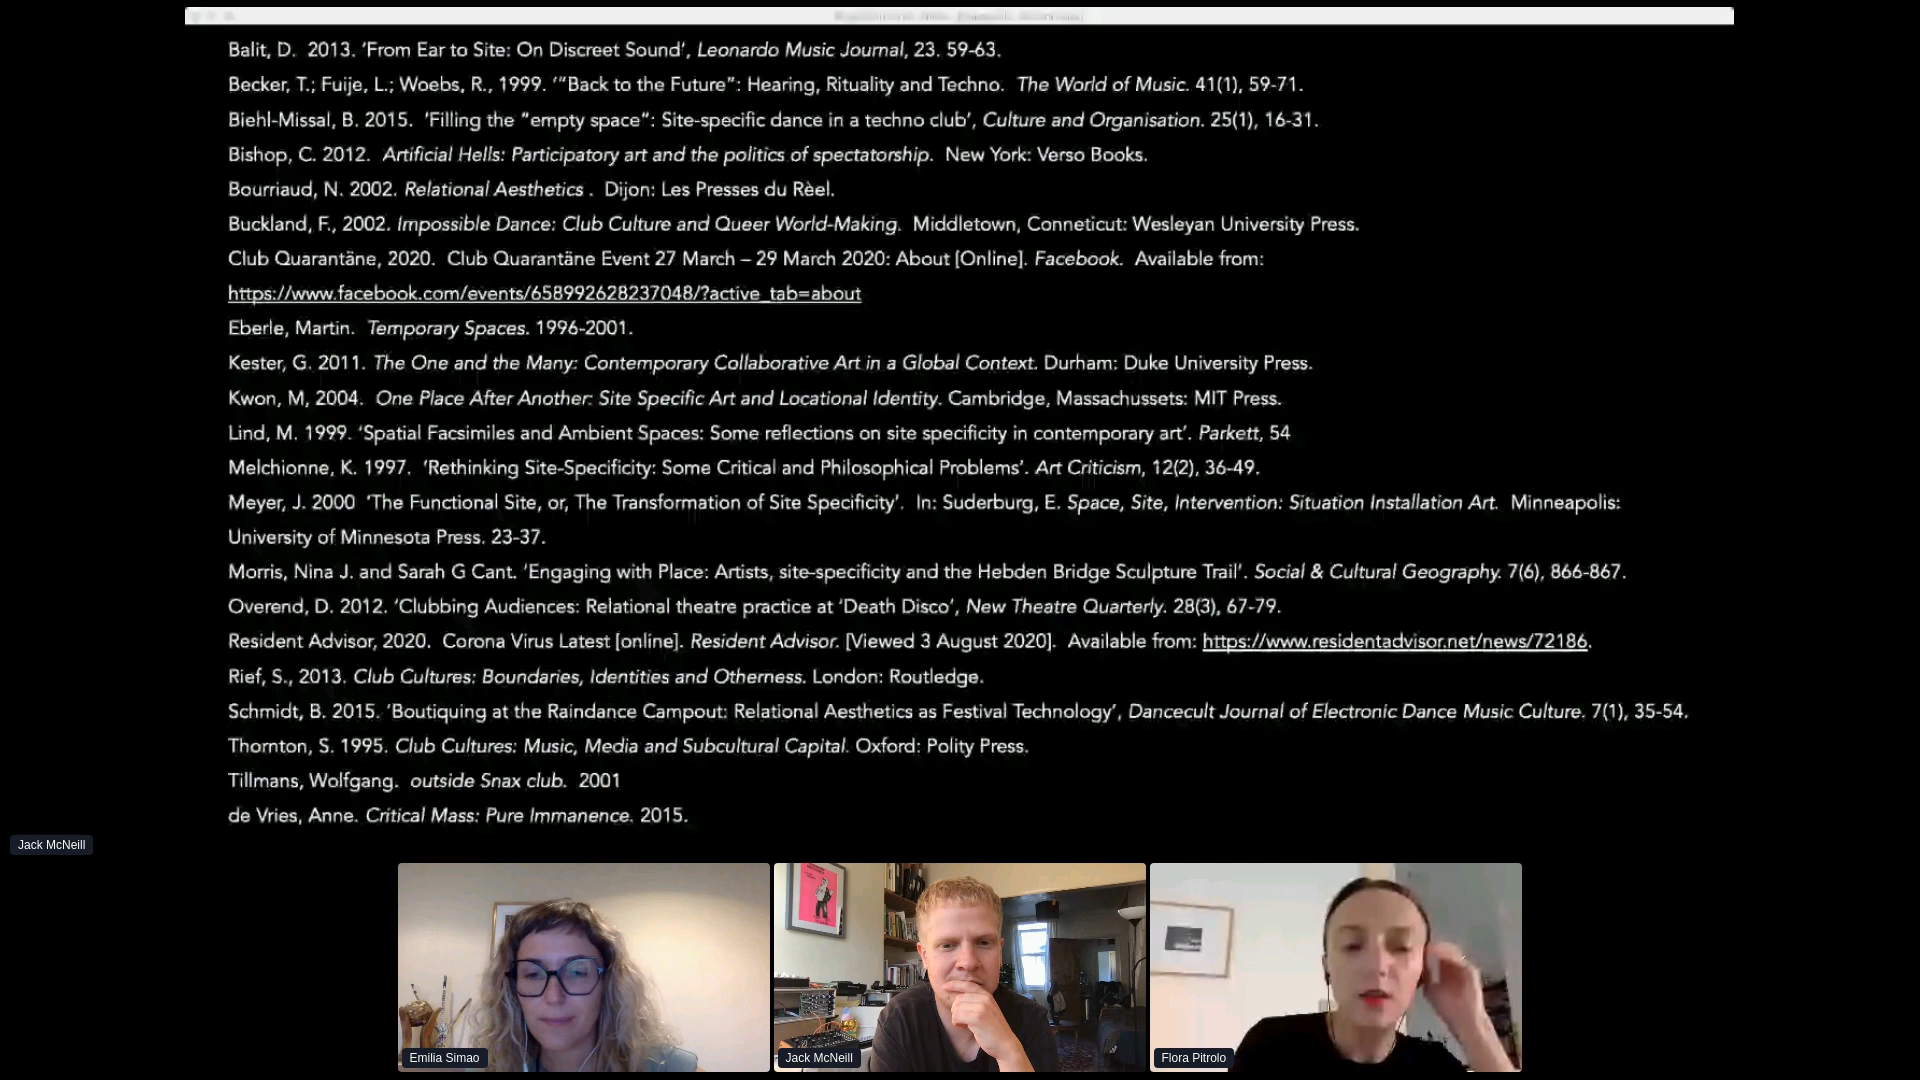 Balit, D. 2013. ‘From Ear to Site: On Discreet Sound’, Leonardo Music Journal, 23. 59-63.
Becker, T.; Fuije, L.; Woebs, R., 1999. ‘“Back to the Future”: Hearing, Rituality and Techno. The World of Music. 41(1), 59-71.
Biehl-Missal, B. 2015. ‘Filling the “empty space”: Site-specific dance in a techno club’, Culture and Organisation. 25(1), 16-31.
Bishop, C. 2012. Artificial Hells: Participatory art and the politics of spectatorship. New York: Verso Books.
Bourriaud, N. 2002. Relational Aesthetics . Dijon: Les Presses du Rèel.
Buckland, F., 2002. Impossible Dance: Club Culture and Queer World-Making. Middletown, Conneticut: Wesleyan University Press.
Club Quarantäne, 2020. Club Quarantäne Event 27 March – 29 March 2020: About [Online]. Facebook. Available from:
https://www.facebook.com/events/658992628237048/?active_tab=about
Eberle, Martin. Temporary Spaces. 1996-2001.
Kester, G. 2011. The One and the Many: Contemporary Collaborative Art in a Global Context. Durham: Duke University Press.
Kwon, M, 2004. One Place After Another: Site Specific Art and Locational Identity. Cambridge, Massachussets: MIT Press.
Lind, M. 1999. ‘Spatial Facsimiles and Ambient Spaces: Some reflections on site specificity in contemporary art’. Parkett, 54
Melchionne, K. 1997. ‘Rethinking Site-Specificity: Some Critical and Philosophical Problems’. Art Criticism, 12(2), 36-49.
Meyer, J. 2000 ‘The Functional Site, or, The Transformation of Site Specificity’. In: Suderburg, E. Space, Site, Intervention: Situation Installation Art. Minneapolis:
University of Minnesota Press. 23-37.
Morris, Nina J. and Sarah G Cant. ‘Engaging with Place: Artists, site-specificity and the Hebden Bridge Sculpture Trail’. Social & Cultural Geography. 7(6), 866-867.
Overend, D. 2012. ‘Clubbing Audiences: Relational theatre practice at ‘Death Disco’, New Theatre Quarterly. 28(3), 67-79.
Resident Advisor, 2020. Corona Virus Latest [online]. Resident Advisor. [Viewed 3 August 2020]. Available from: https://www.residentadvisor.net/news/72186.
Rief, S., 2013. Club Cultures: Boundaries, Identities and Otherness. London: Routledge.
Schmidt, B. 2015. ‘Boutiquing at the Raindance Campout: Relational Aesthetics as Festival Technology’, Dancecult Journal of Electronic Dance Music Culture. 7(1), 35-54.
Thornton, S. 1995. Club Cultures: Music, Media and Subcultural Capital. Oxford: Polity Press.
Tillmans, Wolfgang. outside Snax club. 2001
de Vries, Anne. Critical Mass: Pure Immanence. 2015.
Jack McNeill
Emilia Simao
Jack McNeill
Flora Pitrolo